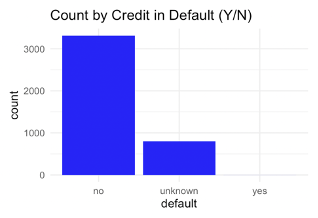 Count by Credit in Default (Y/N)
3000
2000
1000
0
count
no unknown yes
default